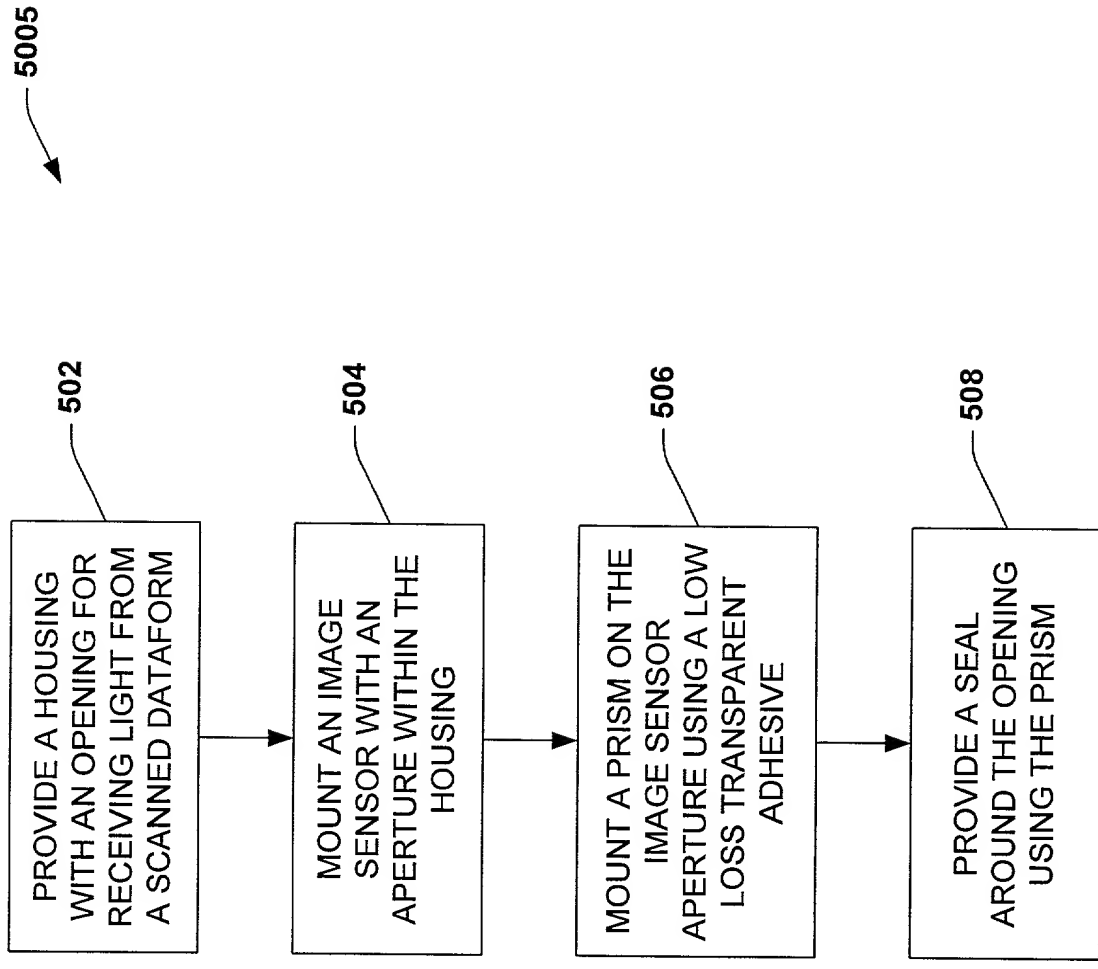 5005
502
PROVIDE A HOUSING
WITH AN OPENING FOR
RECEIVING LIGHT FROM
A SCANNED DATAFORM
504
MOUNT AN IMAGE
SENSOR WITH AN
APERTURE WITHIN THE
HOUSING
506
MOUNT A PRISM ON THE
IMAGE SENSOR
APERTURE USING A LOW
LOSS TRANSPARENT
ADHESIVE
508
PROVIDE A SEAL
AROUND THE OPENING
USING THE PRISM